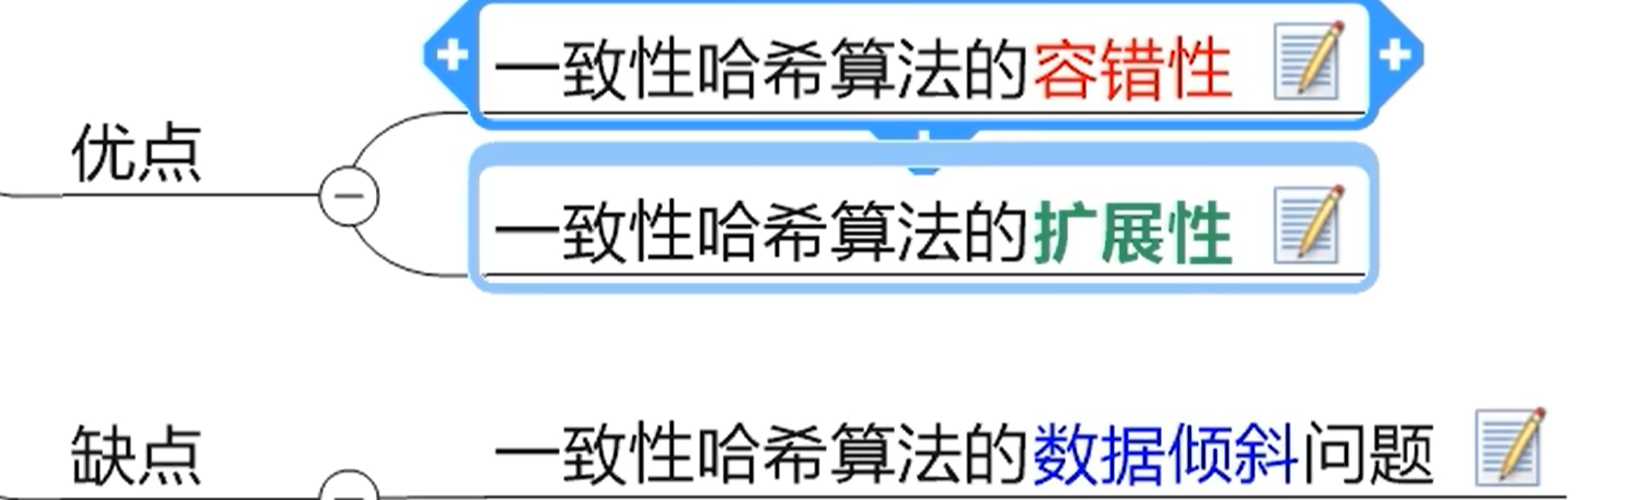 一致性哈希算法的容错性
优点
一致性哈希算法的扩展性
缺点
一致性哈希算法的数据倾斜问题